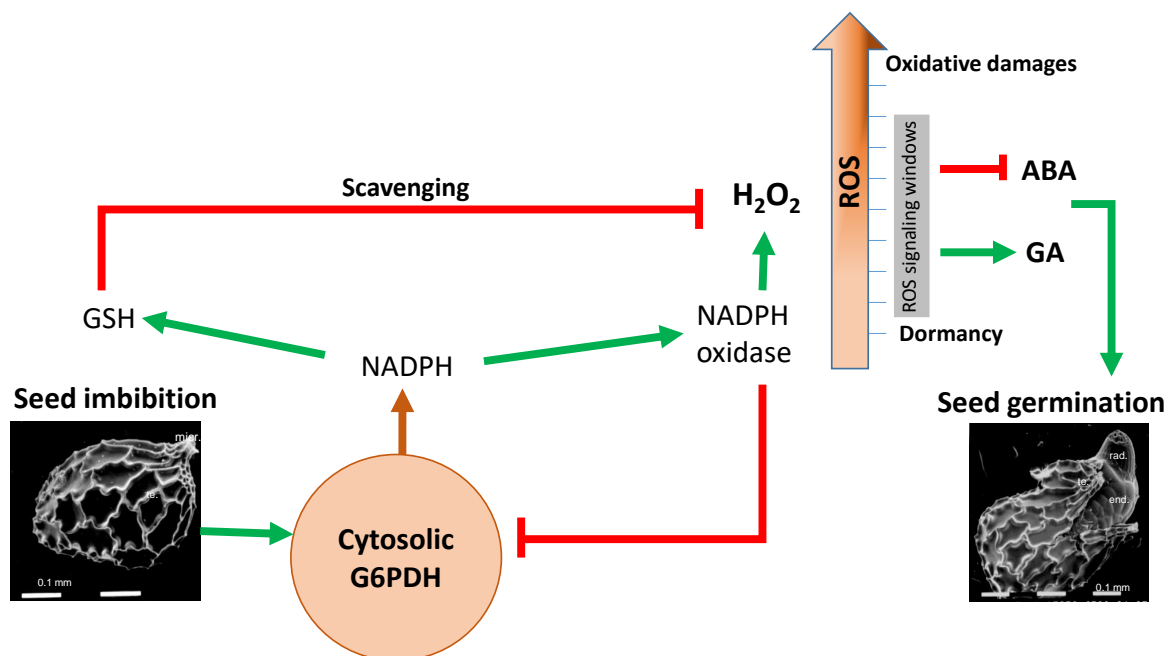 Oxidative damages
ROS
ROS signaling windows
ABA
Scavenging
H₂O₂
GA
GSH
NADPH
oxidase
Dormancy
NADPH
Seed imbibition
Seed germination
micr.
te.
rad.
te.
end.
Cytosolic
G6PDH
0.1 mm
0.1 mm